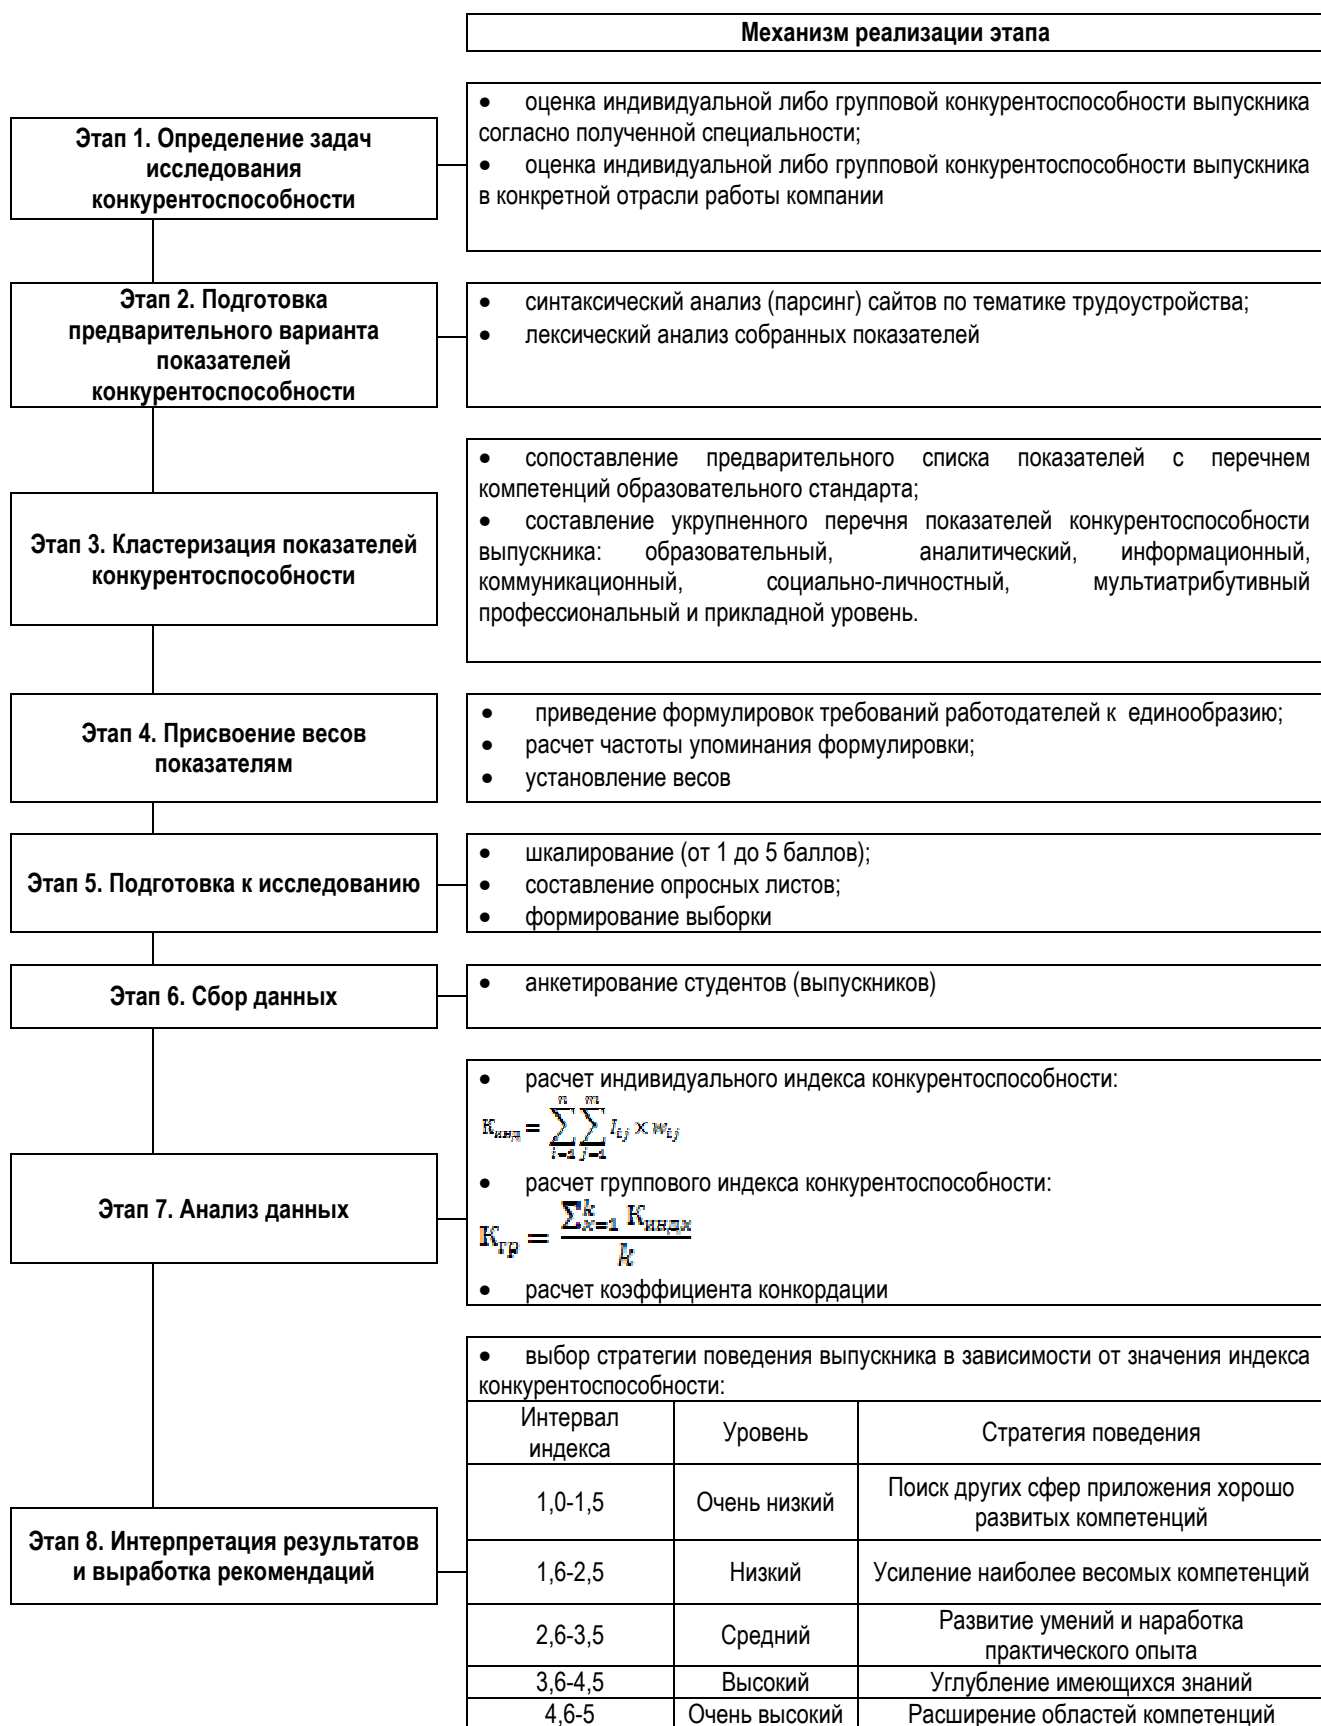 Механизм реализации этапа
Этап 1. Определение задач
исследования
конкурентоспособности
• оценка индивидуальной либо групповой конкурентоспособности выпускника
согласно полученной специальности;
• оценка индивидуальной либо групповой конкурентоспособности выпускника
в конкретной отрасли работы компании
Этап 2. Подготовка
предварительного варианта
показателей
конкурентоспособности
• синтаксический анализ (парсинг) сайтов по тематике трудоустройства;
• лексический анализ собранных показателей
Этап 3. Кластеризация показателей
конкурентоспособности
• сопоставление предварительного списка показателей с перечнем
компетенций образовательного стандарта;
• составление укрупненного перечня показателей конкурентоспособности
выпускника: образовательный, аналитический, информационный,
коммуникационный, социально-личностный, мультиатрибутивный
профессиональный и прикладной уровень.
Этап 4. Присвоение весов
показателям
• приведение формулировок требований работодателей к единообразию;
• расчет частоты упоминания формулировки;
• установление весов
Этап 5. Подготовка к исследованию
• шкалирование (от 1 до 5 баллов);
• составление опросных листов;
• формирование выборки
Этап 6. Сбор данных
• анкетирование студентов (выпускников)
Этап 7. Анализ данных
• расчет индивидуального индекса конкурентоспособности:
K_инд = ∑_{i=1}^{n} ∑_{j=1}^{m} I_{ij} × w_{ij}
• расчет группового индекса конкурентоспособности:
K_гр = (∑_{x=1}^{k} K_индx) / k
• расчет коэффициента конкордации
Этап 8. Интерпретация результатов
и выработка рекомендаций
• выбор стратегии поведения выпускника в зависимости от значения индекса
конкурентоспособности:
Интервал
индекса
Уровень
Стратегия поведения
1,0-1,5
Очень низкий
Поиск других сфер приложения хорошо
развитых компетенций
1,6-2,5
Низкий
Усиление наиболее весомых компетенций
2,6-3,5
Средний
Развитие умений и наработка
практического опыта
3,6-4,5
Высокий
Углубление имеющихся знаний
4,6-5
Очень высокий
Расширение областей компетенций